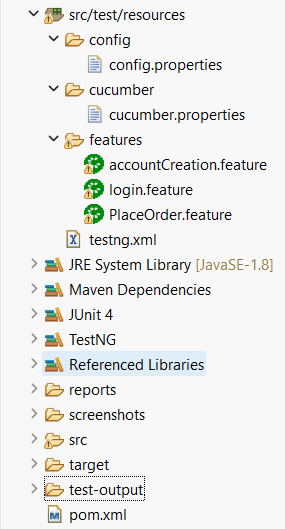 src/test/resources
config
config.properties
cucumber
cucumber.properties
features
accountCreation.feature
login.feature
PlaceOrder.feature
testng.xml
JRE System Library [JavaSE-1.8]
Maven Dependencies
JUnit 4
TestNG
Referenced Libraries
reports
screenshots
src
target
test-output
pom.xml